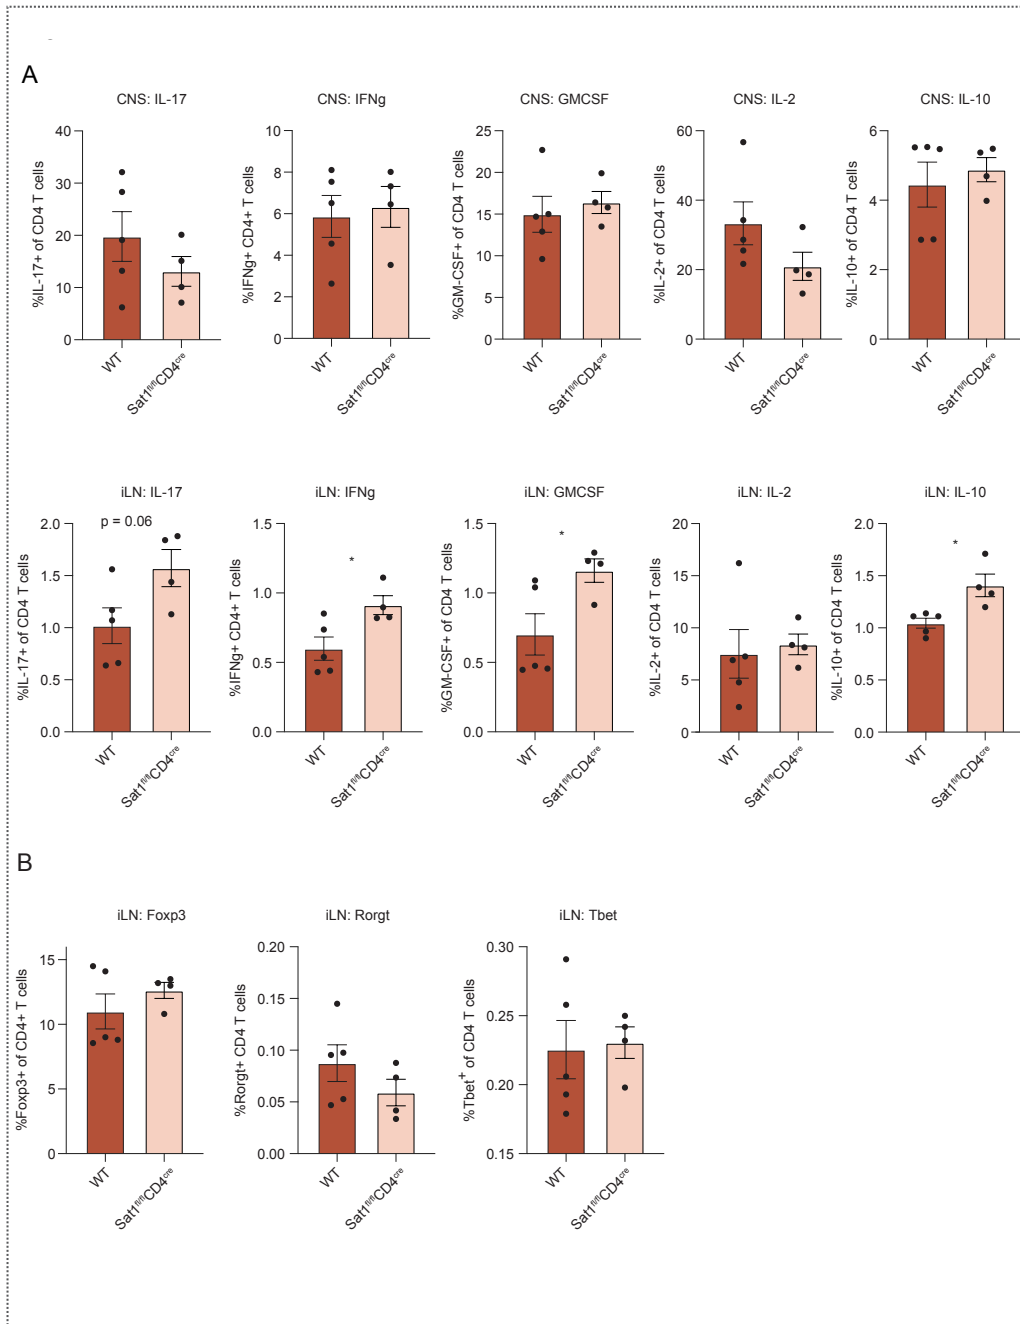 A
CNS: IL-17
CNS: IFNg
CNS: GMCSF
CNS: IL-2
CNS: IL-10
%IL-17+ of CD4 T cells
40
30
20
10
0
WT
Sat1fl/flCD4cre
%IFNg+ CD4+ T cells
10
8
6
4
2
0
WT
Sat1fl/flCD4cre
%GM-CSF+ of CD4 T cells
25
20
15
10
5
0
WT
Sat1fl/flCD4cre
%IL-2+ of CD4 T cells
60
40
20
0
WT
Sat1fl/flCD4cre
%IL-10+ of CD4 T cells
6
4
2
0
WT
Sat1fl/flCD4cre
iLN: IL-17
iLN: IFNg
iLN: GMCSF
iLN: IL-2
iLN: IL-10
%IL-17+ of CD4 T cells
2.0
1.5
1.0
0.5
0.0
p = 0.06
WT
Sat1fl/flCD4cre
%IFNg+ CD4+ T cells
1.5
1.0
0.5
0.0
*
WT
Sat1fl/flCD4cre
%GM-CSF+ of CD4 T cells
1.5
1.0
0.5
0.0
*
WT
Sat1fl/flCD4cre
%IL-2+ of CD4 T cells
20
15
10
5
0
WT
Sat1fl/flCD4cre
%IL-10+ of CD4 T cells
2.0
1.5
1.0
0.5
0.0
*
WT
Sat1fl/flCD4cre
B
iLN: Foxp3
iLN: Rorgt
iLN: Tbet
%Foxp3+ of CD4+ T cells
15
10
5
0
WT
Sat1fl/flCD4cre
%Rorgt+ CD4 T cells
0.20
0.15
0.10
0.05
0.00
WT
Sat1fl/flCD4cre
%Tbet+ of CD4 T cells
0.30
0.25
0.20
0.15
WT
Sat1fl/flCD4cre